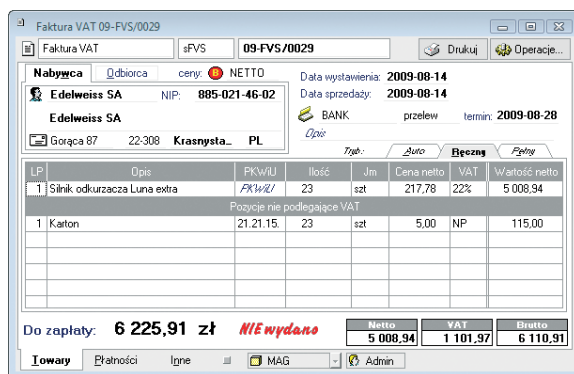 Faktura VAT 09-FVS/0029
Faktura VAT sFVS 09-FVS/0029 Drukuj Operacje...
Nabywca Odbiorca ceny: B NETTO
Data wystawienia: 2009-08-14
Edelweiss SA NIP: 885-021-46-02
Data sprzedaży: 2009-08-14
Edelweiss SA
BANK przelew termin: 2009-08-28
Opis
Gorąca 87 22-308 Krasnysta_ PL
Tryb: Auto Ręczny Pełny
LP Opis PKWiU Ilość Jm Cena netto VAT Wartość netto
1 Silnik odkurzacza Luna extra PKWiU 23 szt 217,78 22% 5 008,94
Pozycje nie podlegające VAT
1 Karton 21.21.15. 23 szt 5,00 NP 115,00
Do zapłaty: 6 225,91 zł NIE wydano
Netto VAT Brutto
5 008,94 1 101,97 6 110,91
Towary Płatności Inne MAG Admin